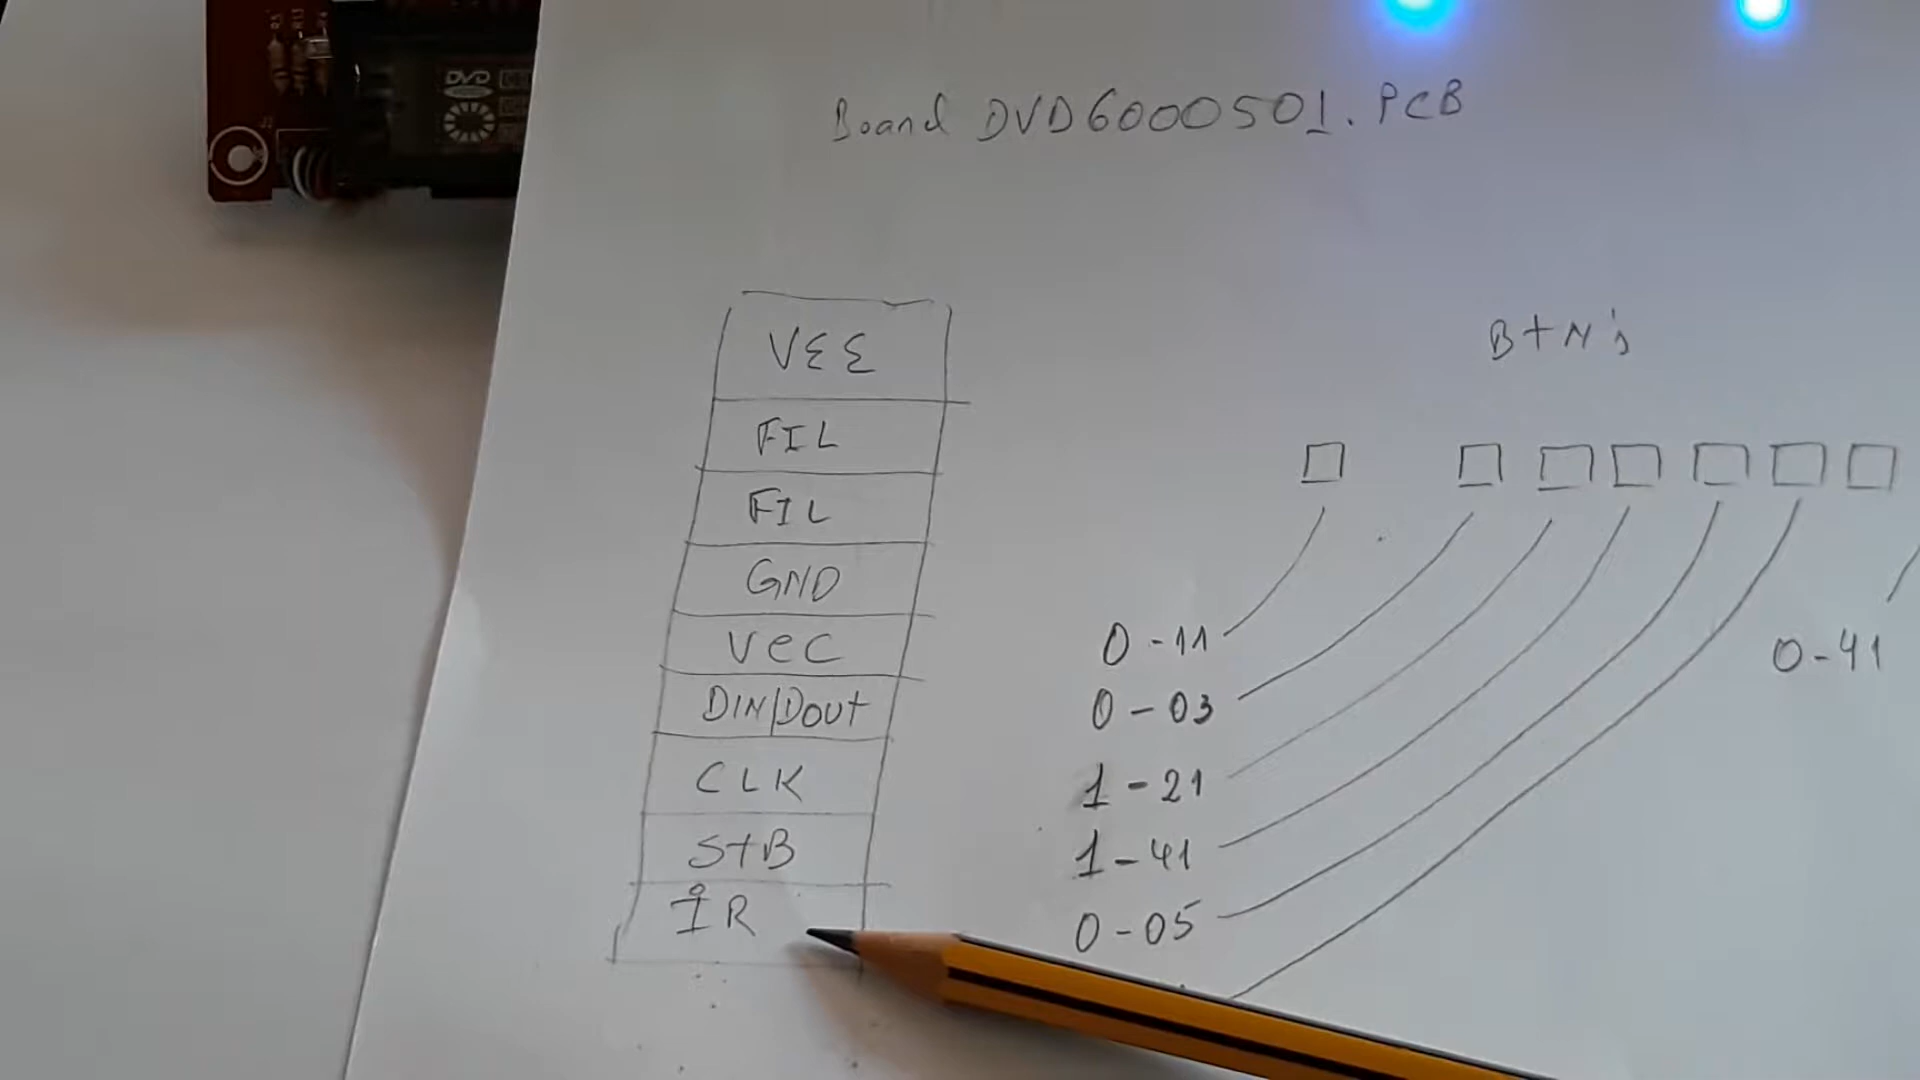 DVD
Board DVD6000501.PCB
VEE
FIL
FIL
GND
Vcc
DIN/Dout
CLK
STB
IR
BTN's
0-11
0-03
1-21
1-41
0-05
0-41